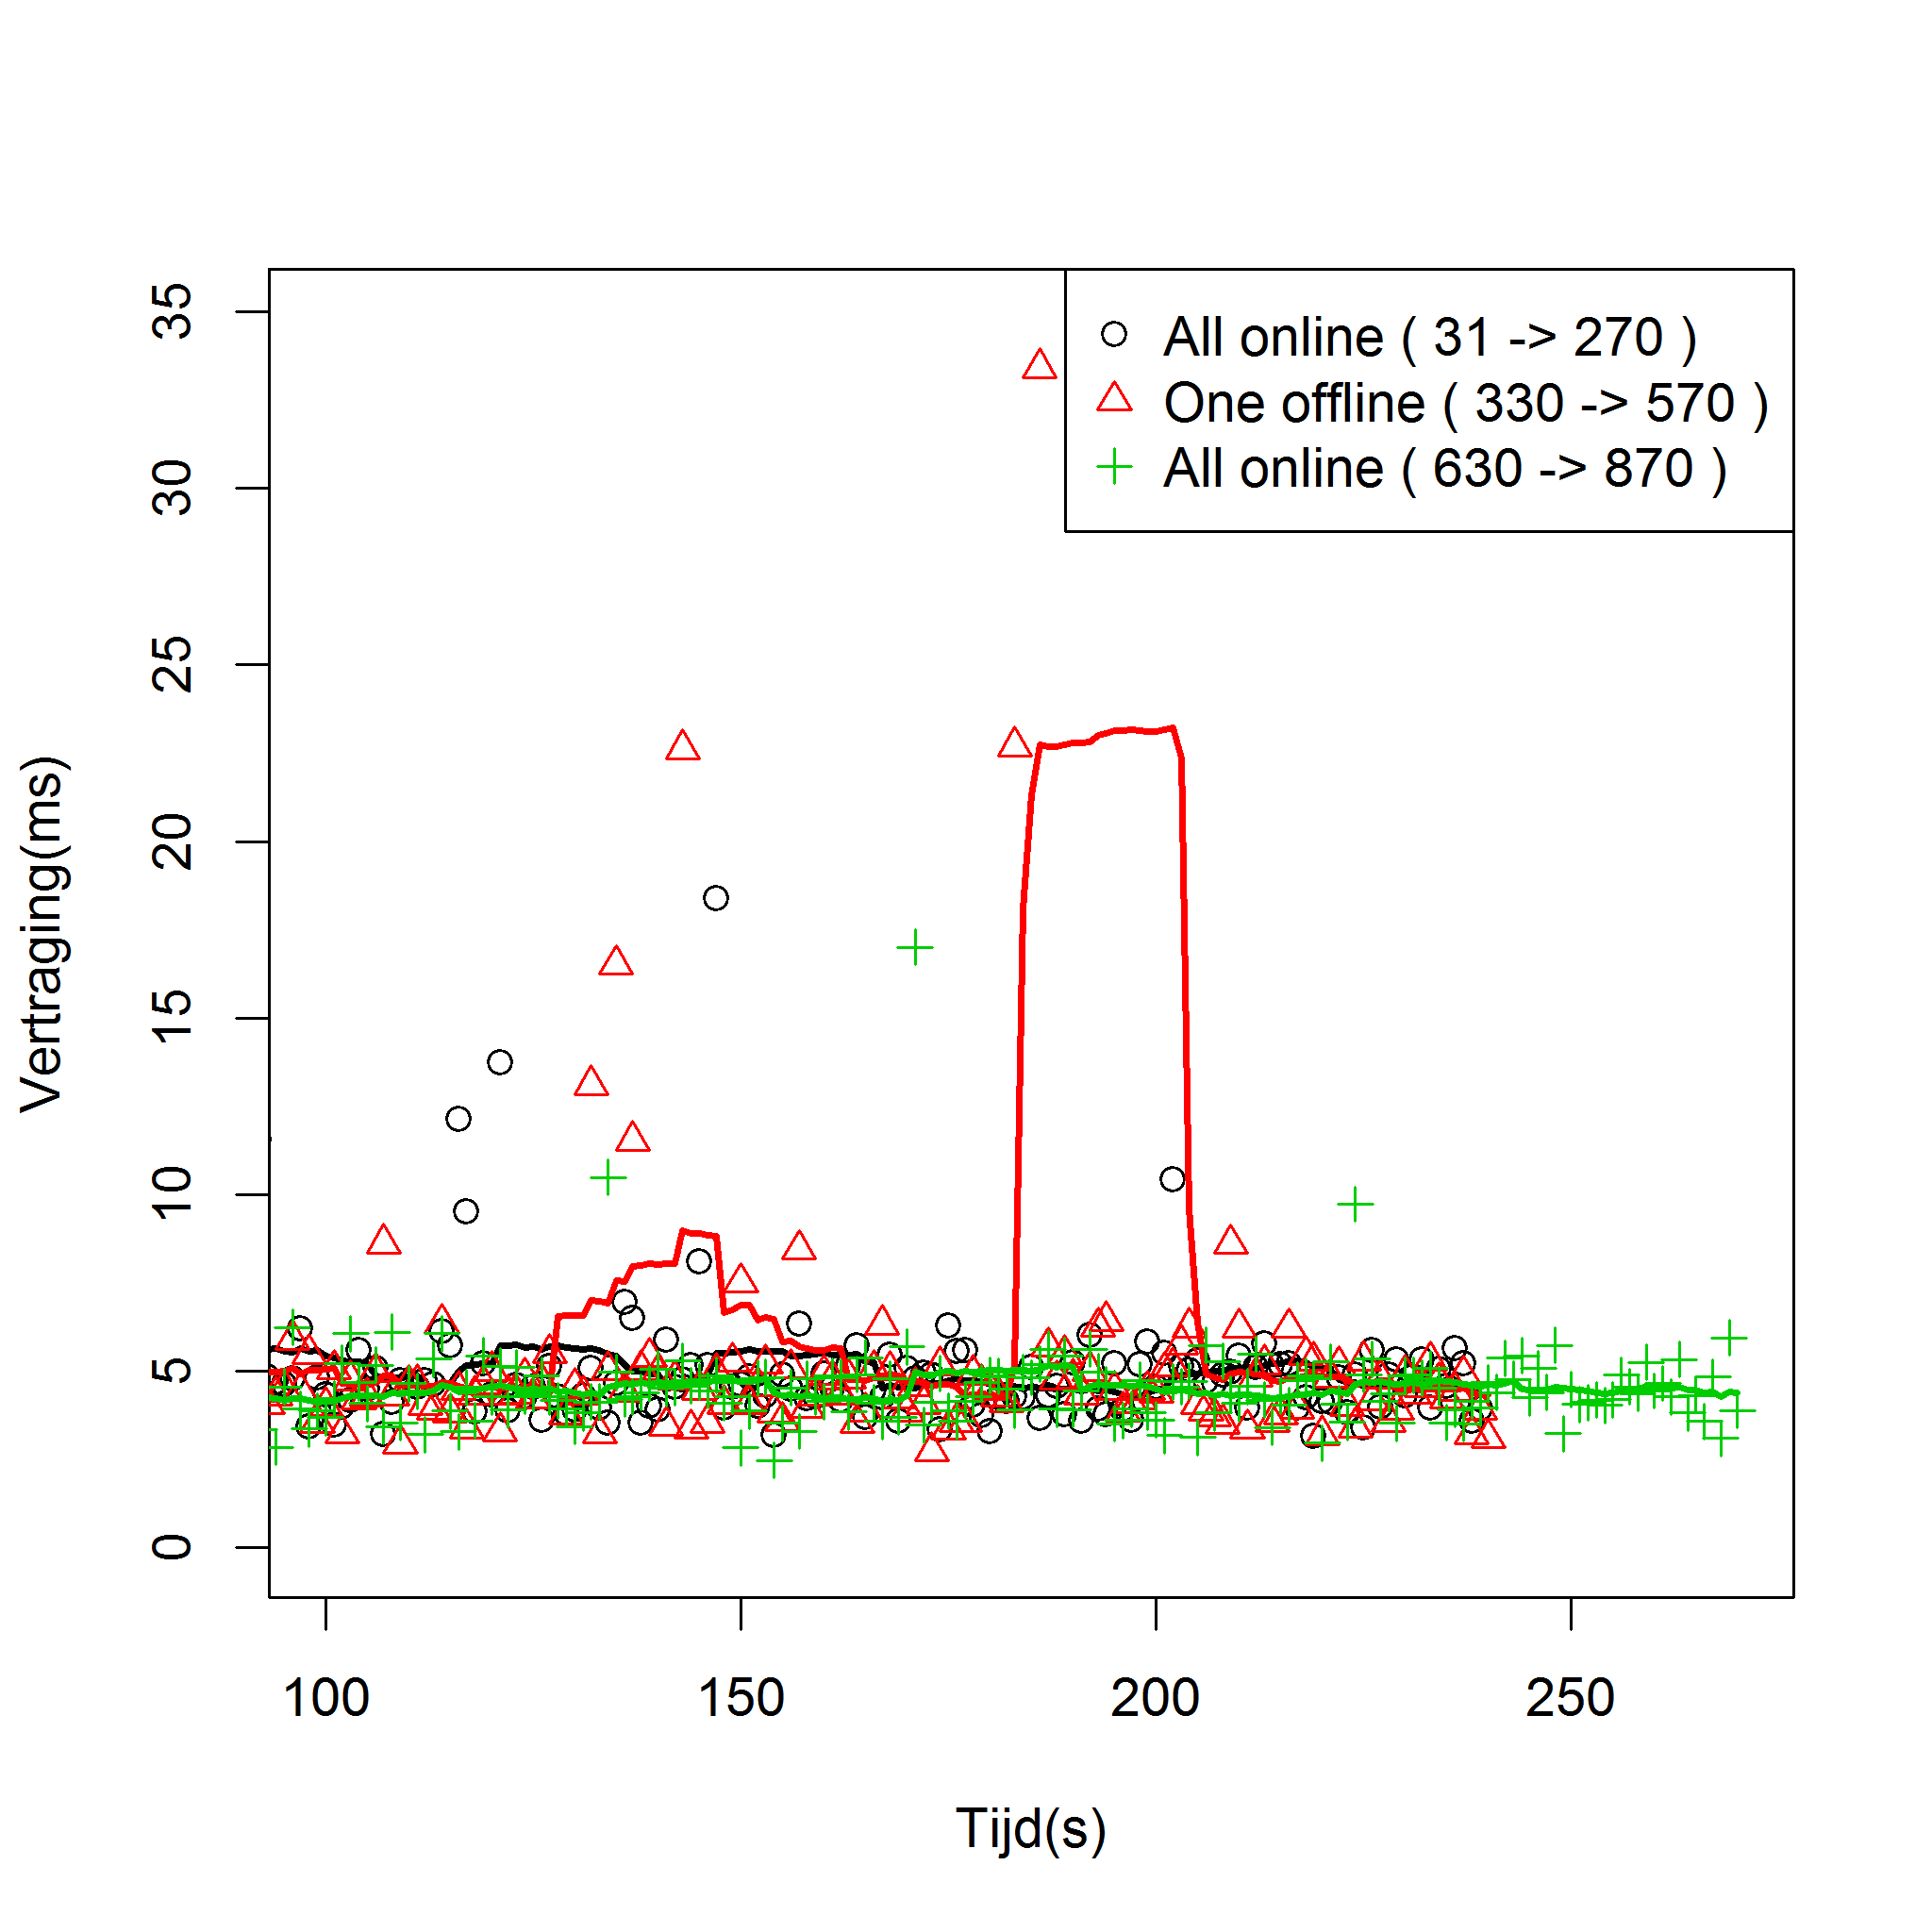 All online ( 31 -> 270 )
One offline ( 330 -> 570 )
All online ( 630 -> 870 )
Vertraging(ms)
35
30
25
20
15
10
5
0
100 150 200 250
Tijd(s)